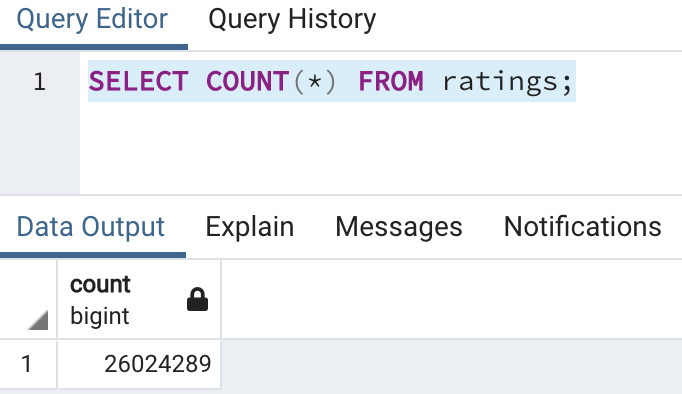 Query Editor Query History
1 SELECT COUNT(*) FROM ratings;
Data Output Explain Messages Notifications
count
bigint
1 26024289